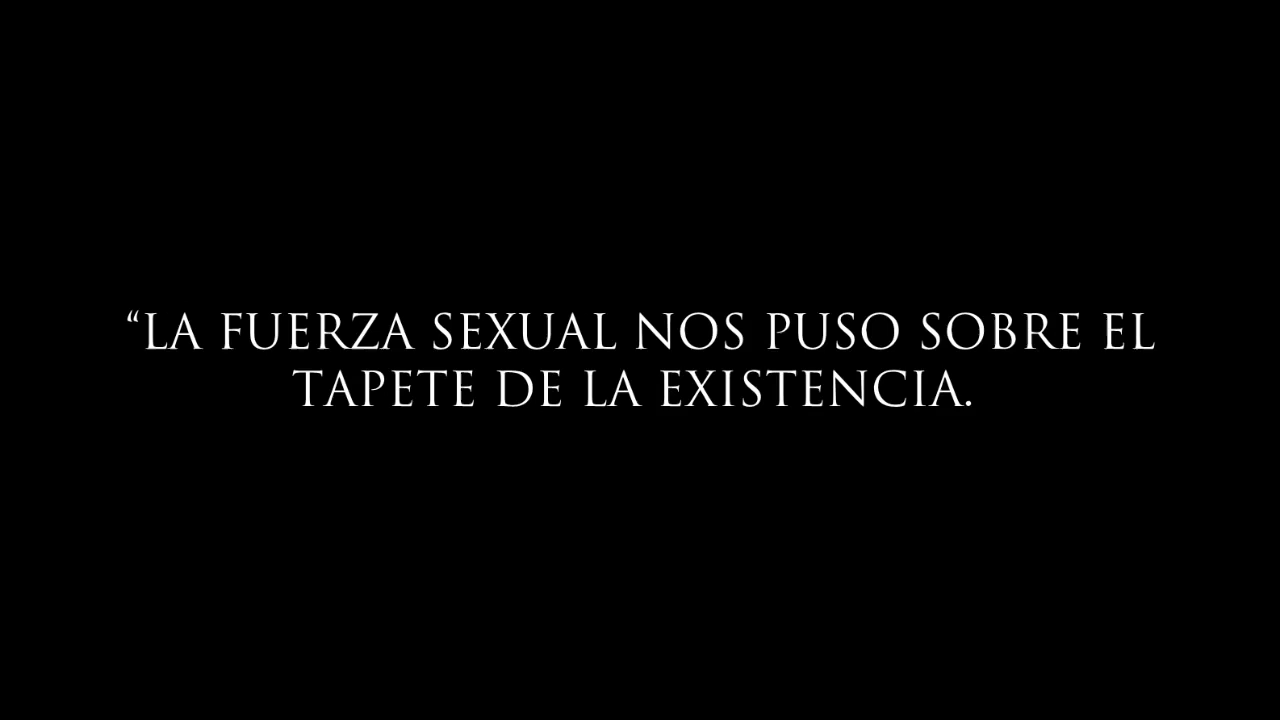 “LA FUERZA SEXUAL NOS PUSO SOBRE EL
TAPETE DE LA EXISTENCIA.